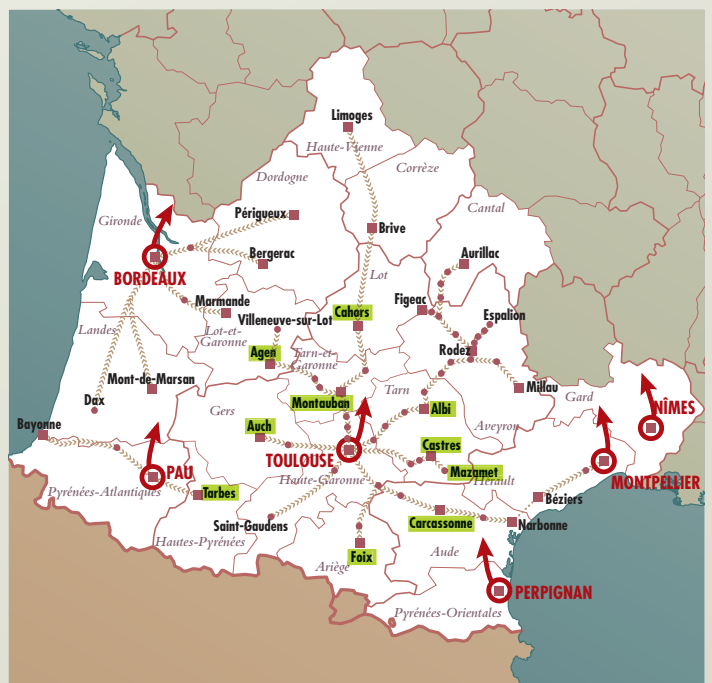 Limoges
Haute-Vienne
Corrèze
Dordogne
Cantal
Périgueux
Gironde
Brive
Bergerac
Aurillac
BORDEAUX
Lot
Marmande
Figeac
Cahors
Espalion
Villeneuve-sur-Lot
Landes
Lot-et-
Garonne
Agen
Tarn-et-
Garonne
Rodez
Mont-de-Marsan
Millau
Dax
Montauban
Tarn
Gard
Albi
NÎMES
Gers
Bayonne
Auch
Aveyron
Castres
TOULOUSE
PAU
Mazamet
Haute-Garonne
Hérault
MONTPELLIER
Pyrénées-Atlantiques
Tarbes
Béziers
Saint-Gaudens
Carcassonne
Narbonne
Hautes-Pyrénées
Foix
Aude
Ariège
PERPIGNAN
Pyrénées-Orientales